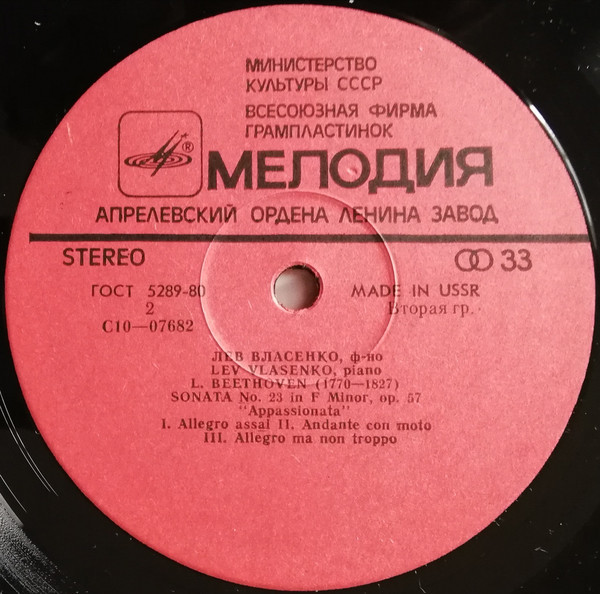 МИНИСТЕРСТВО
КУЛЬТУРЫ СССР
ВСЕСОЮЗНАЯ ФИРМА
ГРАМПЛАСТИНОК
®
МЕЛОДИЯ
АПРЕЛЕВСКИЙ ОРДЕНА ЛЕНИНА ЗАВОД
STEREO 33
ГОСТ 5289-80 MADE IN USSR
2 Вторая гр.
С10—07682
ЛЕВ ВЛАСЕНКО, ф-но
LEV VLASENKO, piano
L. BEETHOVEN (1770—1827)
SONATA No. 23 in F Minor, op. 57
"Appassionata"
I. Allegro assai II. Andante con moto
III. Allegro ma non troppo